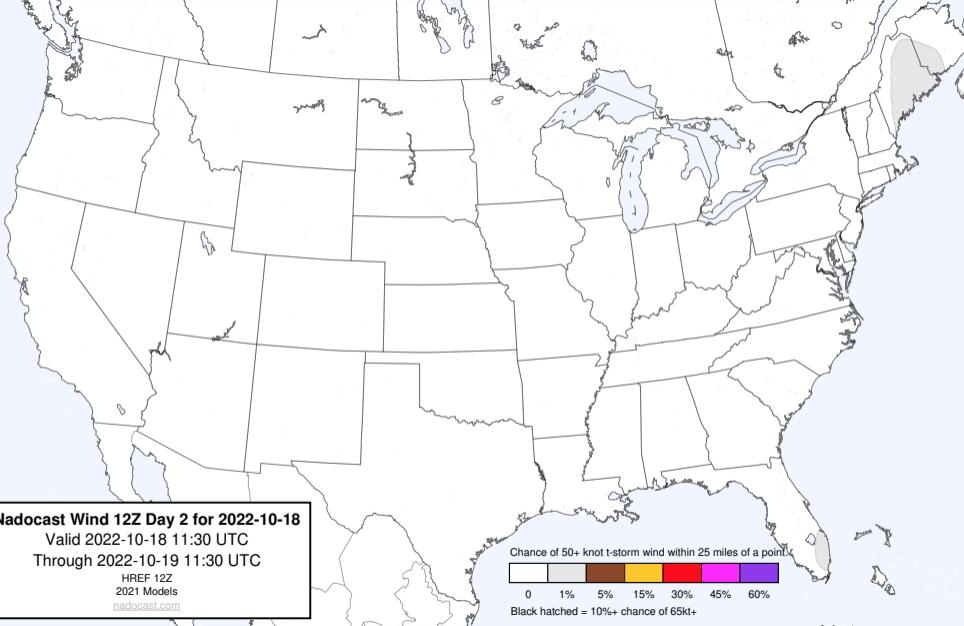 Nadocast Wind 12Z Day 2 for 2022-10-18
Valid 2022-10-18 11:30 UTC
Through 2022-10-19 11:30 UTC
HREF 12Z
2021 Models
nadocast.com
Chance of 50+ knot t-storm wind within 25 miles of a point.
0 1% 5% 15% 30% 45% 60%
Black hatched = 10%+ chance of 65kt+